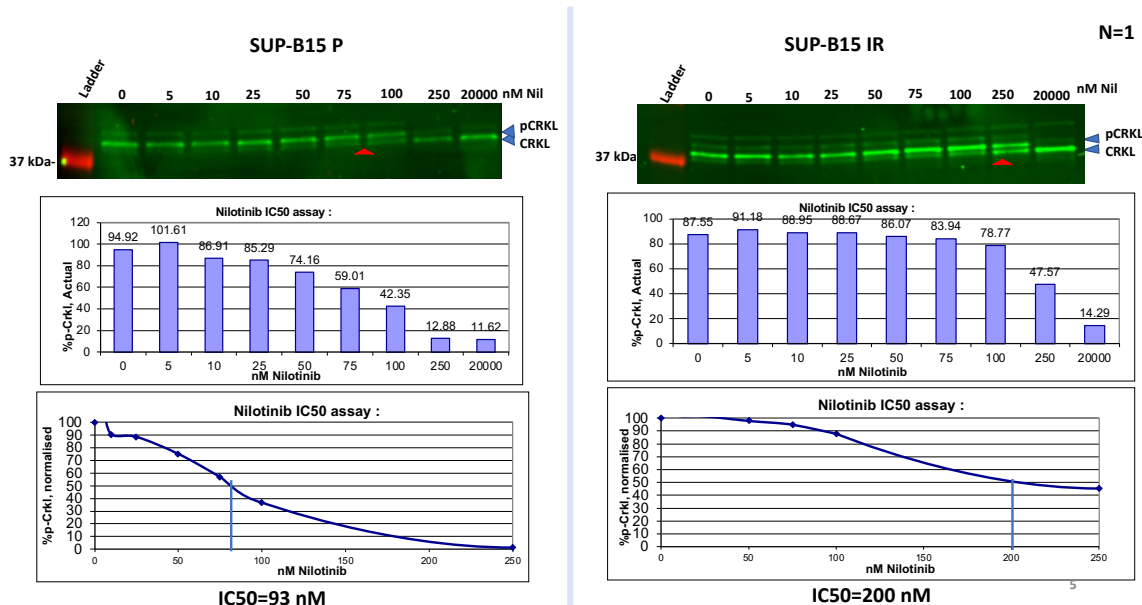 SUP-B15 P
Ladder
0 5 10 25 50 75 100 250 20000 nM Nil
pCRKL
CRKL
37 kDa-
Nilotinib IC50 assay :
%p-Crkl, Actual
120
100
80
60
40
20
0
94.92 101.61 86.91 85.29 74.16 59.01 42.35 12.88 11.62
0 5 10 25 50 75 100 250 20000
nM Nilotinib
Nilotinib IC50 assay :
%p-Crkl, normalised
100
90
80
70
60
50
40
30
20
10
0
0 50 100 150 200 250
nM Nilotinib
IC50=93 nM
N=1
SUP-B15 IR
Ladder
0 5 10 25 50 75 100 250 20000 nM Nil
pCRKL
CRKL
37 kDa-
Nilotinib IC50 assay :
%p-Crkl, Actual
100
80
60
40
20
0
87.55 91.18 88.95 88.67 86.07 83.94 78.77 47.57 14.29
0 5 10 25 50 75 100 250 20000
nM Nilotinib
Nilotinib IC50 assay :
%p-Crkl, normalised
100
90
80
70
60
50
40
30
20
10
0
0 50 100 150 200 250
nM Nilotinib
IC50=200 nM
5